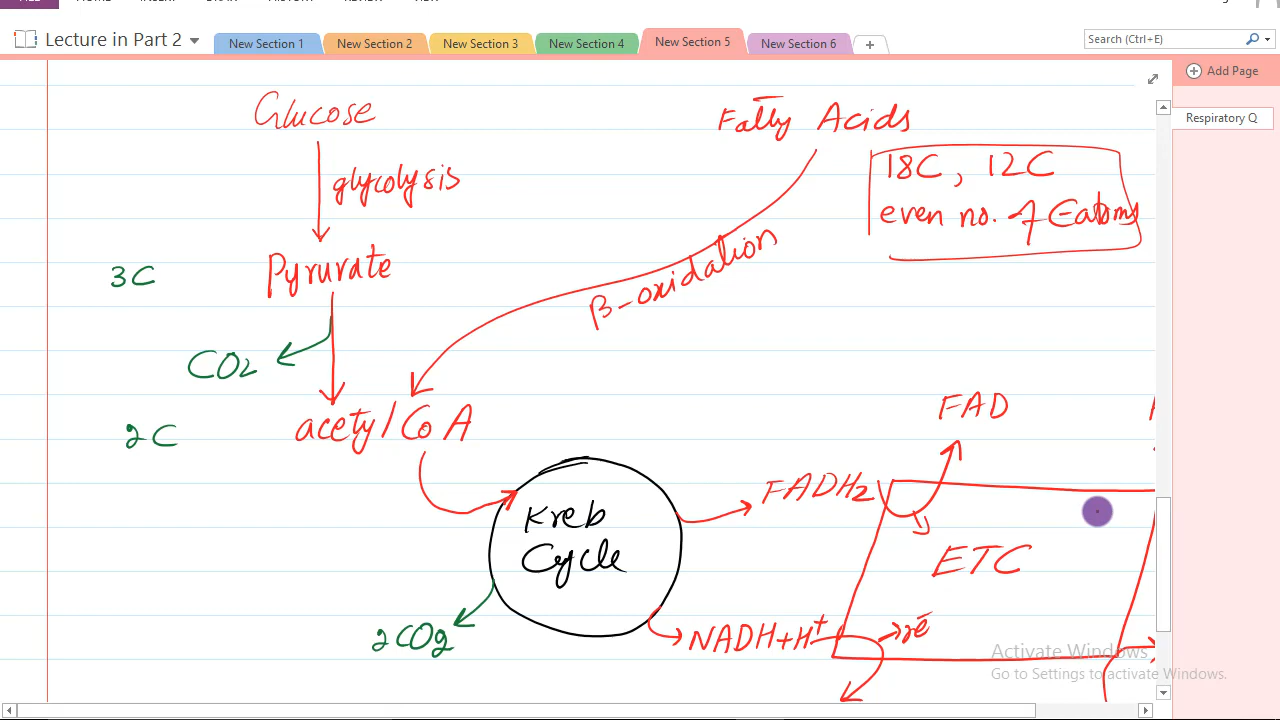 Lecture in Part 2
New Section 1
New Section 2
New Section 3
New Section 4
New Section 5
New Section 6
Search (Ctrl+E)
Add Page
Respiratory Q
Glucose
Fatty Acids
glycolysis
18C, 12C
even no. of
Pyruvate
3C
β-oxidation
CO2
acetyl CoA
2C
FAD
FADH2
Kreb
Cycle
ETC
2CO2
NADH+H+
Activate Windows
Go to Settings to activate Windows.